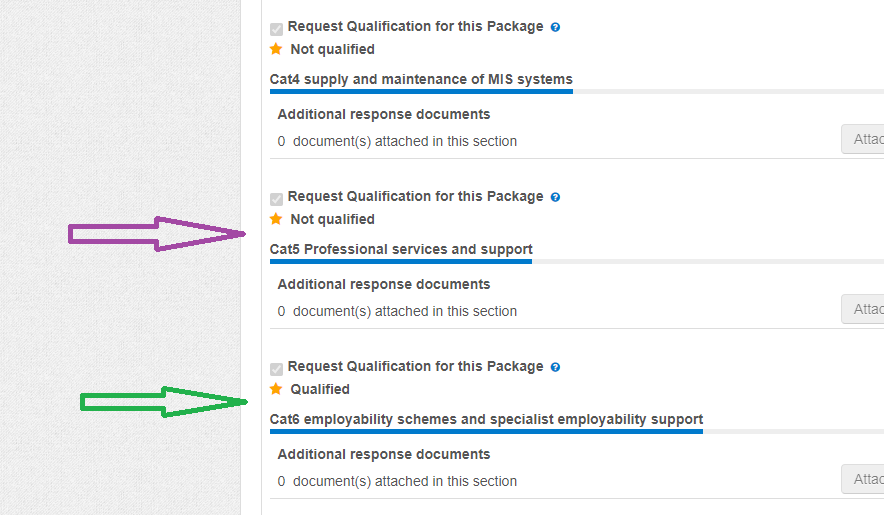 Request Qualification for this Package ?
Not qualified
Cat4 supply and maintenance of MIS systems
Additional response documents
0 document(s) attached in this section
Attac
Request Qualification for this Package ?
Not qualified
Cat5 Professional services and support
Additional response documents
0 document(s) attached in this section
Attac
Request Qualification for this Package ?
Qualified
Cat6 employability schemes and specialist employability support
Additional response documents
0 document(s) attached in this section
Attac